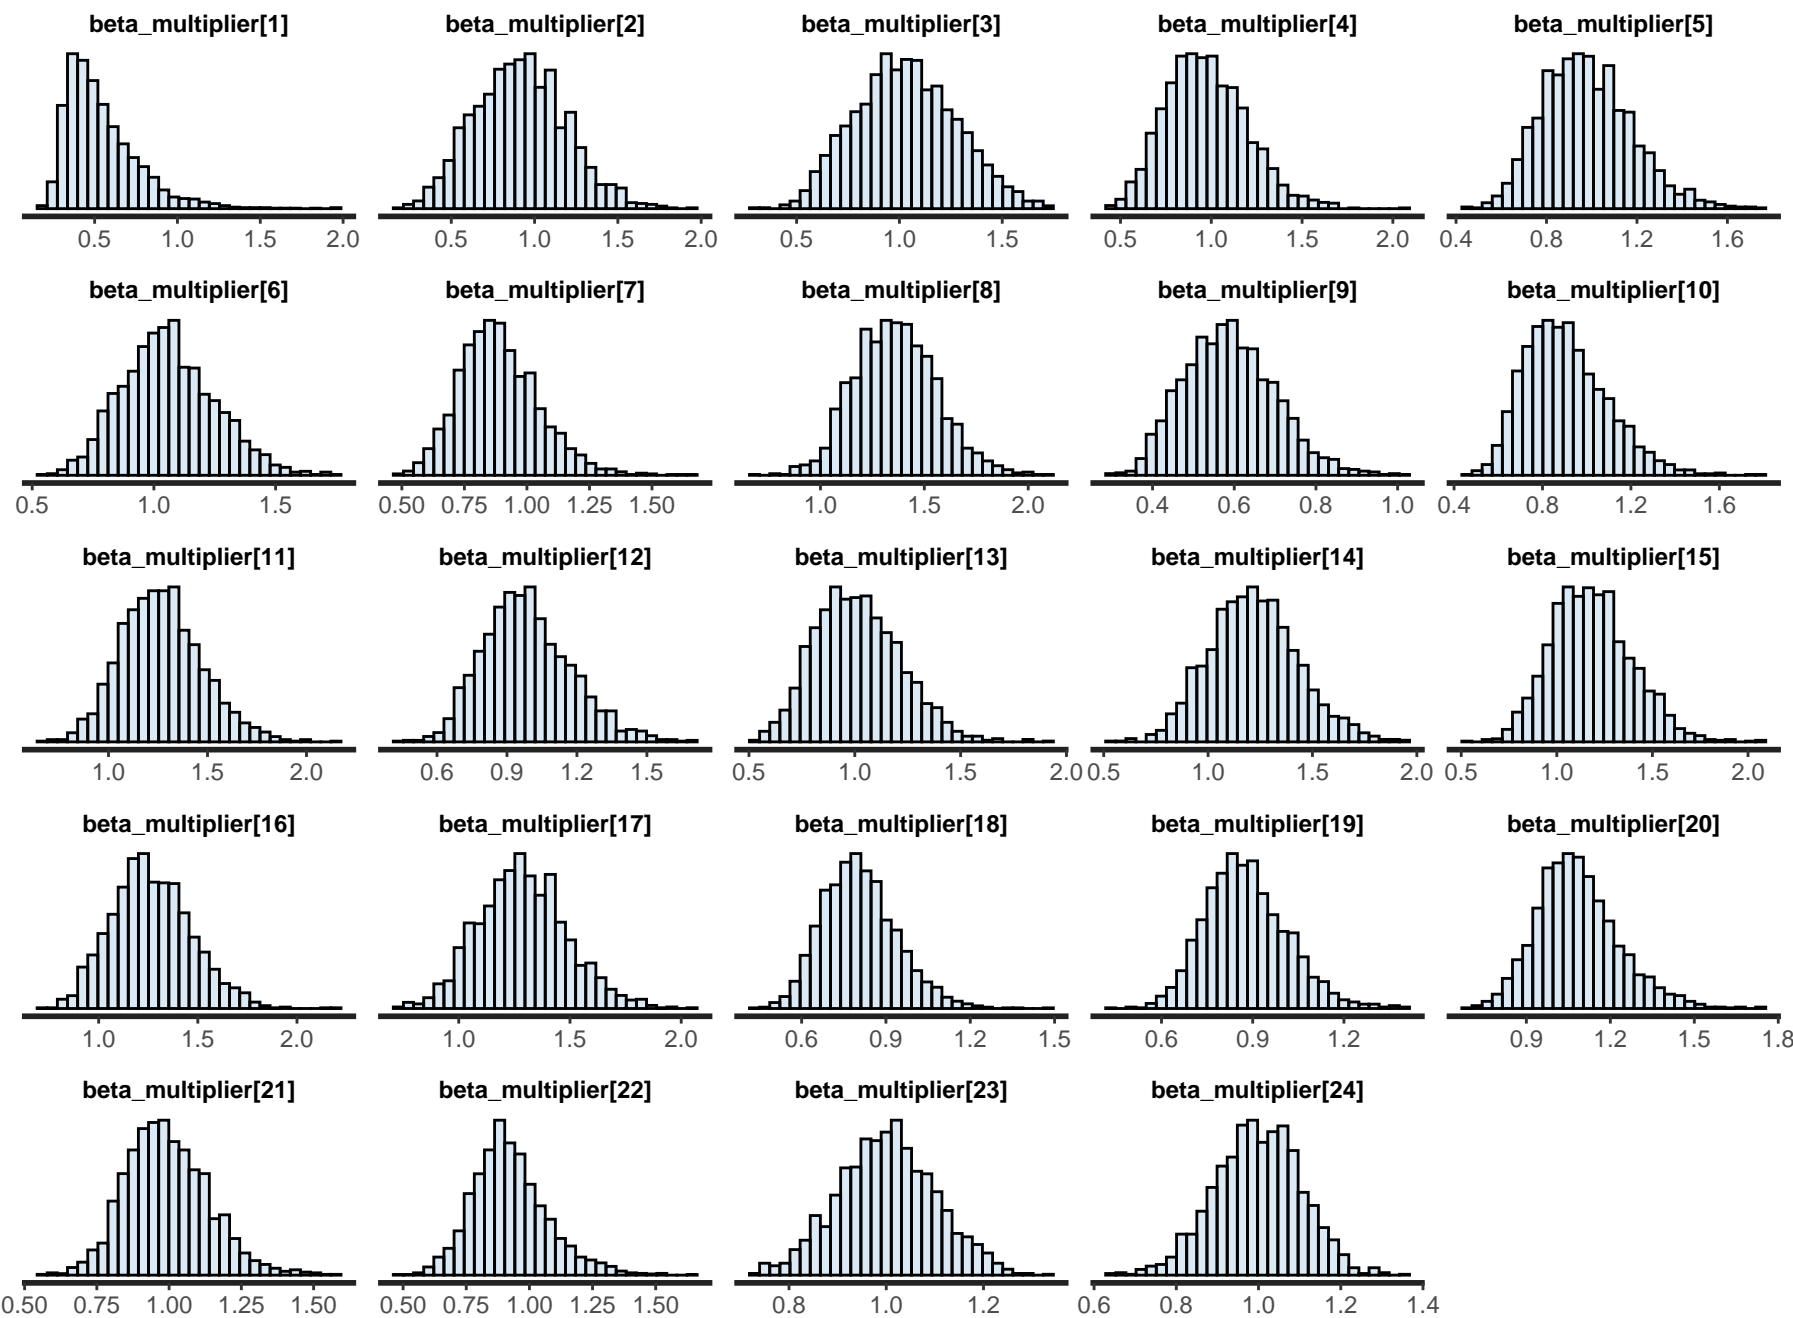 beta_multiplier[1] beta_multiplier[2] beta_multiplier[3] beta_multiplier[4] beta_multiplier[5]
0.5 1.0 1.5 2.0 0.5 1.0 1.5 2.0 0.5 1.0 1.5 0.5 1.0 1.5 2.0 0.4 0.8 1.2 1.6
beta_multiplier[6] beta_multiplier[7] beta_multiplier[8] beta_multiplier[9] beta_multiplier[10]
0.5 1.0 1.5 0.50 0.75 1.00 1.25 1.50 1.0 1.5 2.0 0.4 0.6 0.8 1.0 0.4 0.8 1.2 1.6
beta_multiplier[11] beta_multiplier[12] beta_multiplier[13] beta_multiplier[14] beta_multiplier[15]
1.0 1.5 2.0 0.6 0.9 1.2 1.5 0.5 1.0 1.5 2.0 0.5 1.0 1.5 2.0 0.5 1.0 1.5 2.0
beta_multiplier[16] beta_multiplier[17] beta_multiplier[18] beta_multiplier[19] beta_multiplier[20]
1.0 1.5 2.0 1.0 1.5 2.0 0.6 0.9 1.2 1.5 0.6 0.9 1.2 0.9 1.2 1.5 1.8
beta_multiplier[21] beta_multiplier[22] beta_multiplier[23] beta_multiplier[24]
0.50 0.75 1.00 1.25 1.50 0.50 0.75 1.00 1.25 1.50 0.8 1.0 1.2 0.6 0.8 1.0 1.2 1.4